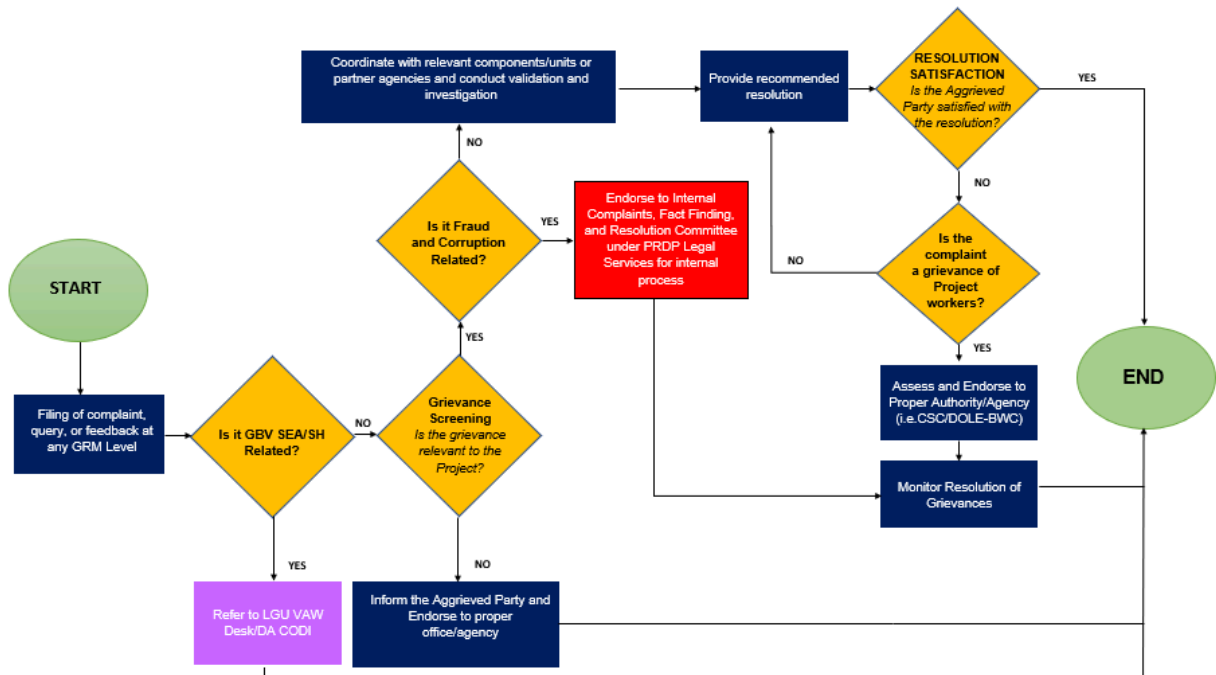 Coordinate with relevant components/units or
partner agencies and conduct validation and
investigation
Provide recommended
resolution
RESOLUTION
SATISFACTION
Is the Aggrieved
Party satisfied with
the resolution?
YES
NO
NO
Is it Fraud
and Corruption
Related?
YES
Endorse to Internal
Complaints, Fact Finding,
and Resolution Committee
under PRDP Legal
Services for internal
process
Is the
complaint
a grievance of
Project
workers?
NO
YES
START
YES
END
Filing of complaint,
query, or feedback at
any GRM Level
Is it GBV SEA/SH
Related?
NO
Grievance
Screening
Is the grievance
relevant to the
Project?
Assess and Endorse to
Proper Authority/Agency
(i.e.CSC/DOLE-BWC)
Monitor Resolution of
Grievances
YES
NO
Refer to LGU VAW
Desk/DA CODI
Inform the Aggrieved Party and
Endorse to proper
office/agency